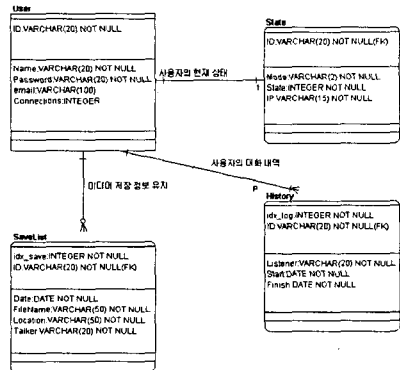 User
ID:VARCHAR(20) NOT NULL
Name:VARCHAR(20) NOT NULL
Password:VARCHAR(20) NOT NULL
email:VARCHAR(100)
Connections:INTEGER
사용자의 현재 상태
1
State
ID:VARCHAR(20) NOT NULL(FK)
Mode:VARCHAR(2) NOT NULL
State:INTEGER NOT NULL
IP:VARCHAR(15) NOT NULL
사용자의 대화 내역
P
미디어 저장 정보 유지
SaveList
idx_save:INTEGER NOT NULL
ID:VARCHAR(20) NOT NULL(FK)
Date:DATE NOT NULL
FileName:VARCHAR(50) NOT NULL
Location:VARCHAR(50) NOT NULL
Talker:VARCHAR(20) NOT NULL
History
idx_log:INTEGER NOT NULL
ID:VARCHAR(20) NOT NULL(FK)
Listener:VARCHAR(20) NOT NULL
Start:DATE NOT NULL
Finish:DATE NOT NULL